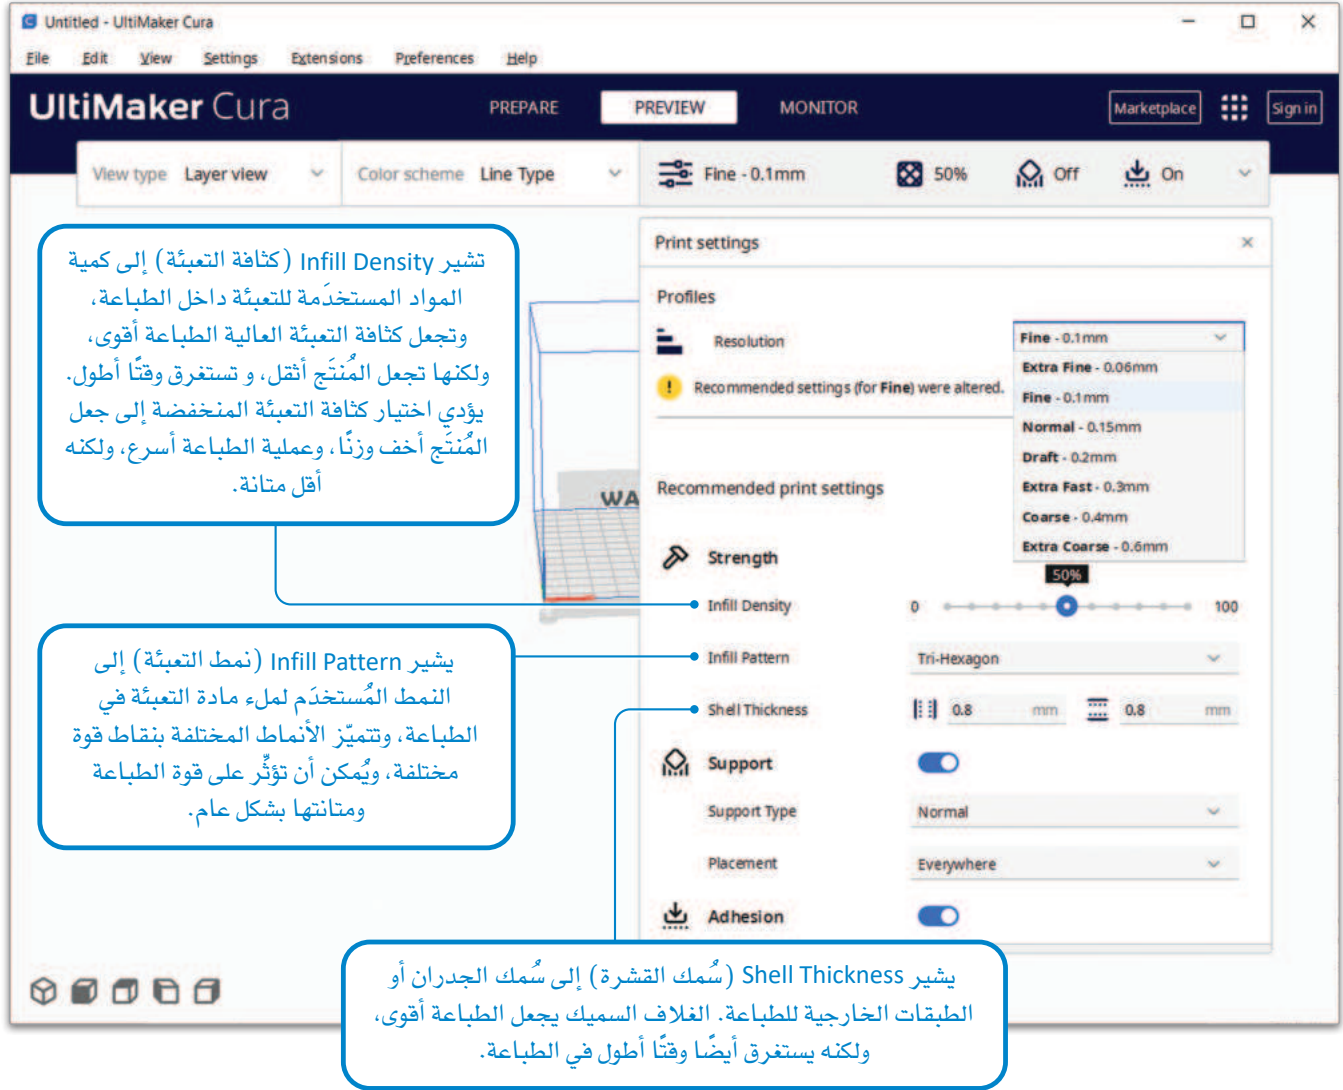 Untitled - UltiMaker Cura
File Edit View Settings Extensions Preferences Help
UltiMaker Cura PREPARE PREVIEW MONITOR Marketplace Sign in
View type Layer view Color scheme Line Type Fine - 0.1mm 50% Off On
تشير Infill Density (كثافة التعبئة) إلى كمية
المواد المستخدَمة للتعبئة داخل الطباعة،
وتجعل كثافة التعبئة العالية الطباعة أقوى،
ولكنها تجعل المُنتَج أثقل، و تستغرق وقتًا أطول.
يؤدي اختيار كثافة التعبئة المنخفضة إلى جعل
المُنتَج أخف وزنًا، وعملية الطباعة أسرع، ولكنه
أقل متانة.
WA
Print settings
Profiles
Resolution Fine - 0.1mm
Recommended settings (for Fine) were altered.
Extra Fine - 0.06mm
Fine - 0.1mm
Normal - 0.15mm
Draft - 0.2mm
Extra Fast - 0.3mm
Coarse - 0.4mm
Extra Coarse - 0.6mm
Recommended print settings
Strength
50%
Infill Density 0 100
Infill Pattern Tri-Hexagon
Shell Thickness 0.8 mm 0.8 mm
Support
Support Type Normal
Placement Everywhere
Adhesion
يشير Infill Pattern (نمط التعبئة) إلى
النمط المُستخدَم لملء مادة التعبئة في
الطباعة، وتتميّز الأنماط المختلفة بنقاط قوة
مختلفة، ويُمكن أن تؤثِّر على قوة الطباعة
ومتانتها بشكل عام.
يشير Shell Thickness (سُمك القشرة) إلى سُمك الجدران أو
الطبقات الخارجية للطباعة. الغلاف السميك يجعل الطباعة أقوى،
ولكنه يستغرق أيضًا وقتًا أطول في الطباعة.